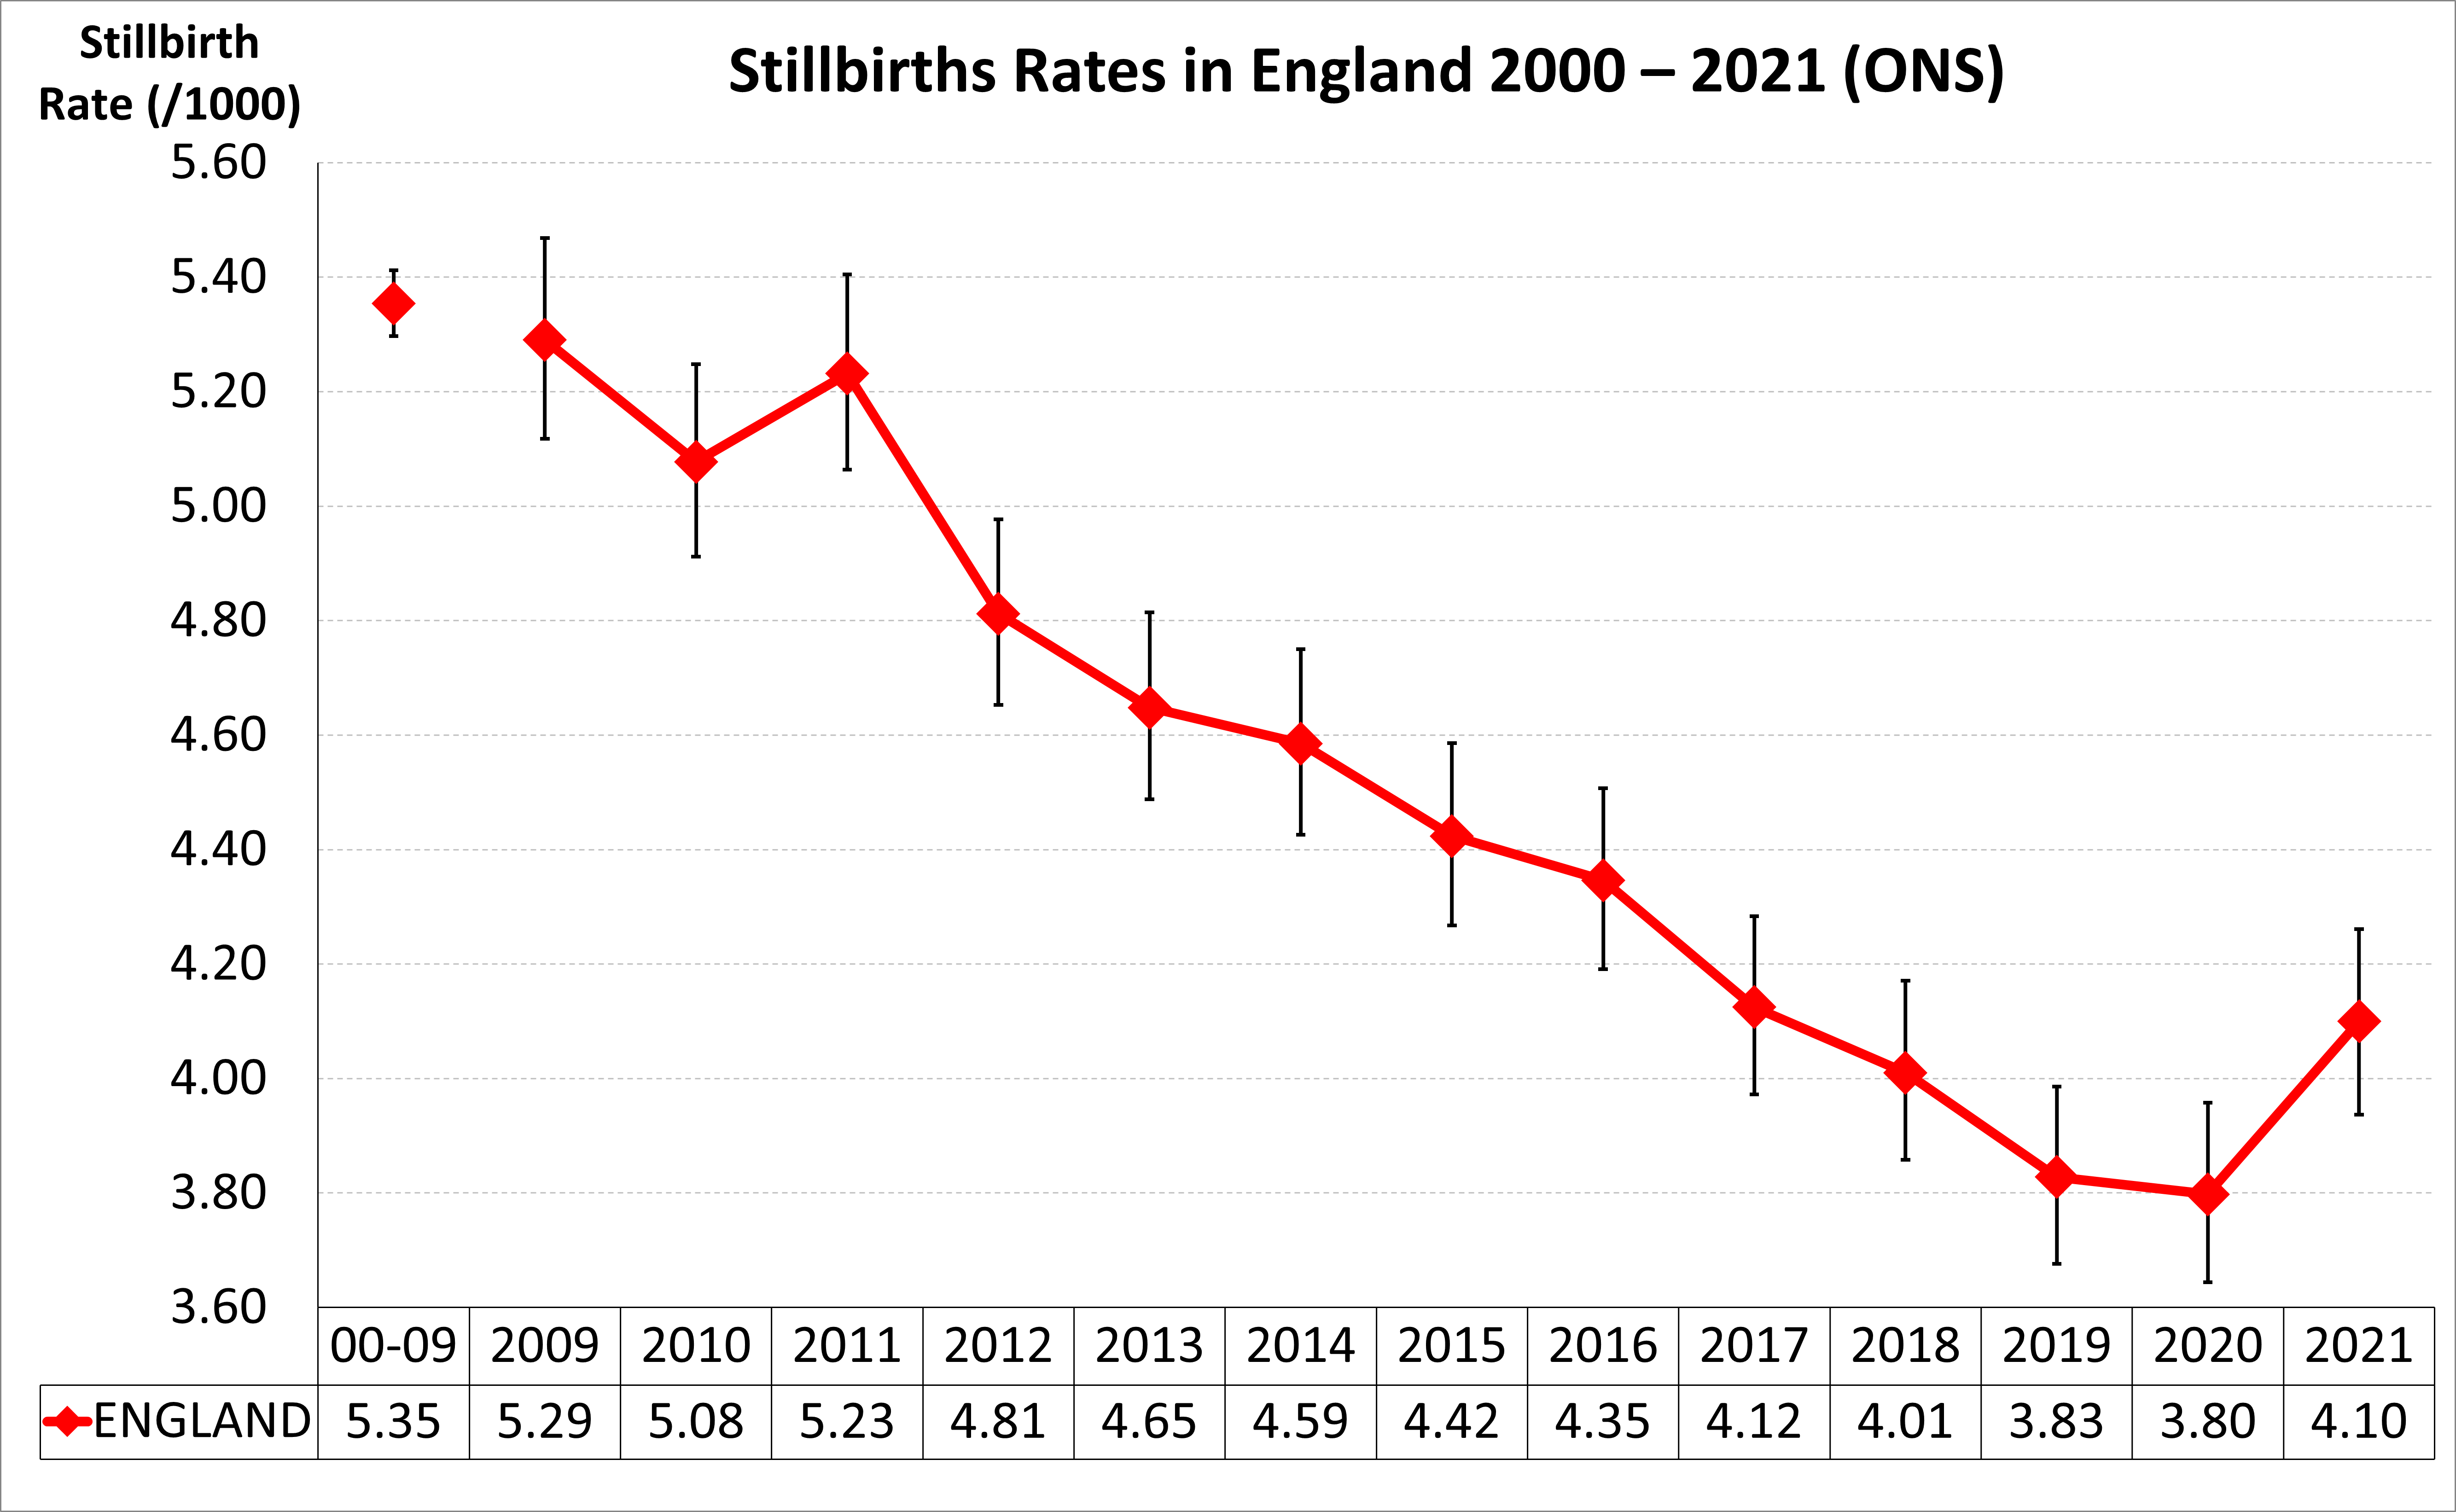 Stillbirth
Rate (/1000)
Stilllbirths Rates in England 2000 – 2021 (ONS)
5.60
5.40
5.20
5.00
4.80
4.60
4.40
4.20
4.00
3.80
3.60
00-09 2009 2010 2011 2012 2013 2014 2015 2016 2017 2018 2019 2020 2021
ENGLAND 5.35 5.29 5.08 5.23 4.81 4.65 4.59 4.42 4.35 4.12 4.01 3.83 3.80 4.10